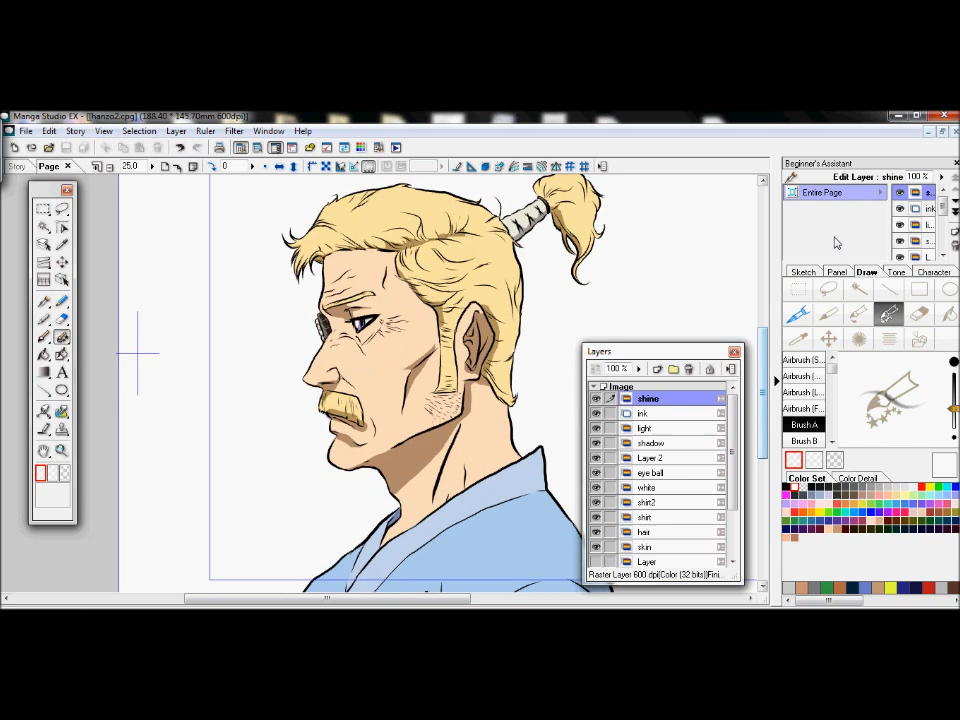 Manga Studio EX - [[hanzo2.cpg] (188.40 * 145.70mm 600dpi)]
File Edit Story View Selection Layer Ruler Filter Window Help
Story Page 25.0 0
Beginner's Assistant
Edit Layer : shine 100 %
Entire Page s...
ink
li...
s...
L
Sketch Panel Draw Tone Character
Layers
100 %
Image
shine
ink
light
shadow
Layer 2
eye ball
white
shirt2
shirt
hair
skin
Layer
Raster Layer 600 dpi|Color (32 bits)|Fini...
Airbrush (S...
Airbrush (...
Airbrush (L...
Airbrush (F...
Brush A
Brush B
Color Set Color Detail